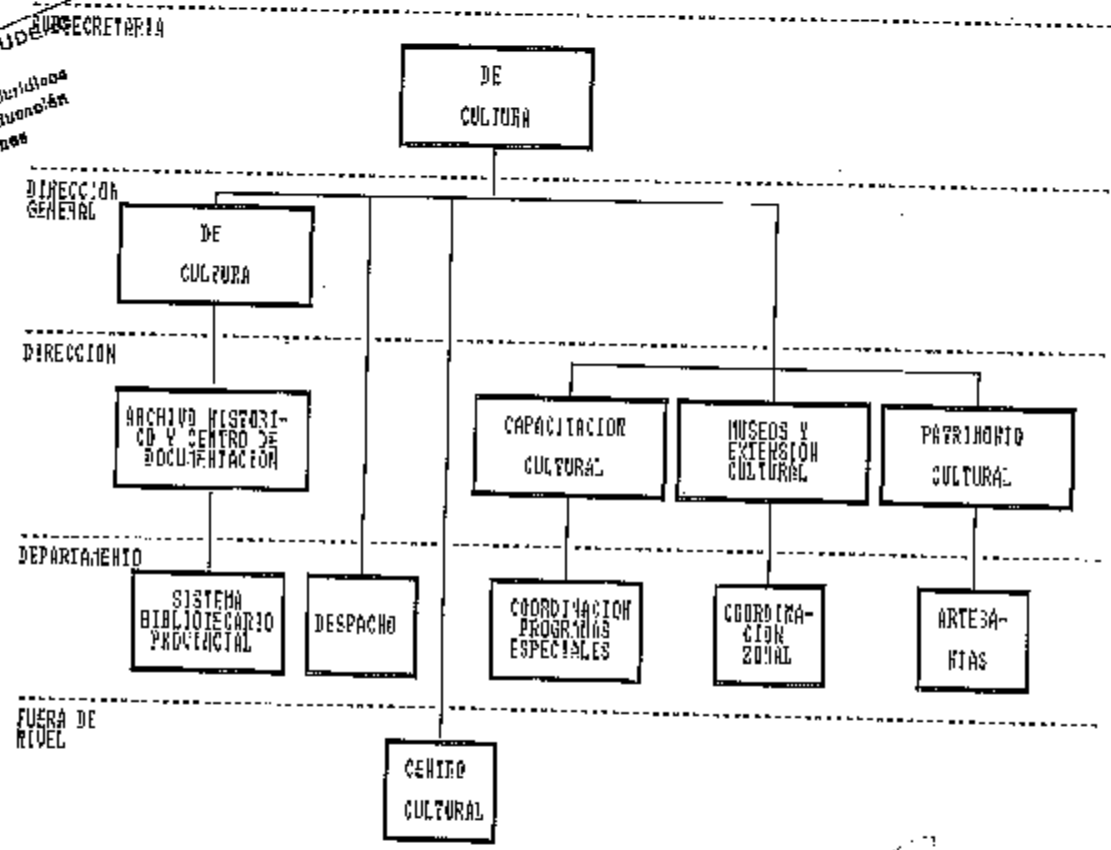 SUBSECRETARIA
DE
CULTURA
DIRECCION
GENERAL
DE
CULTURA
DIRECCION
ARCHIVO HISTORI-
CO Y CENTRO DE
DOCUMENTACION
CAPACITACION
CULTURAL
MUSEOS Y
EXTENSION
CULTURAL
PATRIMONIO
CULTURAL
DEPARTAMENTO
SISTEMA
BIBLIOTECARIO
PROVINCIAL
DESPACHO
COORDINACION
PROGRAMAS
ESPECIALES
COORDINA-
CION
ZONAL
ARTESA-
NIAS
FUERA DE
NIVEL
CENTRO
CULTURAL